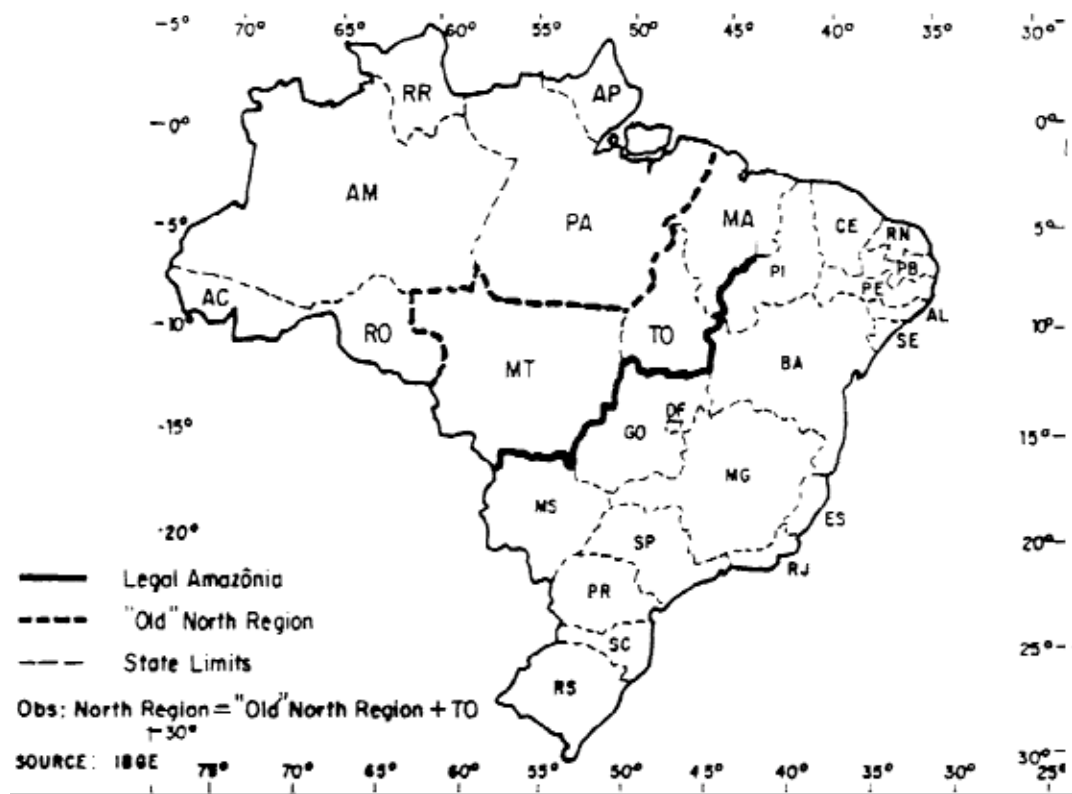 -5° 70° 65° 60° 55° 50° 45° 40° 35° 30°
RR AP
-0° 0°
AM PA MA CE RN
-5° 5°
PI PB
PE
AC
-10° RO TO 10° AL
SE
MT BA
DF
-15° GO 15°
MG
MS ES
-20° SP 20°
RJ
PR
SC 25°
RS
Legal Amazônia
"Old" North Region
State Limits
Obs: North Region = "Old" North Region + TO
-30° 30°
SOURCE: IBGE
75° 70° 65° 60° 55° 50° 45° 40° 35° 30° 25°